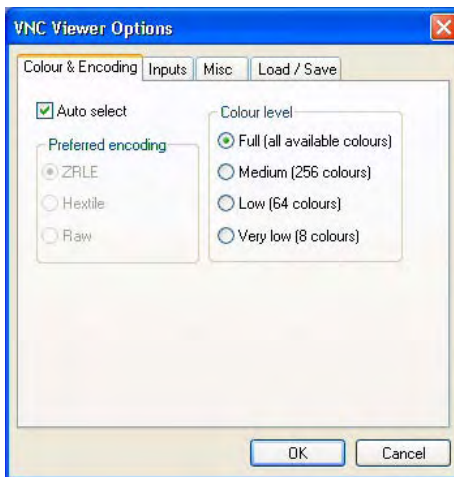 VNC Viewer Options
Colour & Encoding Inputs Misc Load / Save
Auto select
Preferred encoding
ZRLE
Hextile
Raw
Colour level
Full (all available colours)
Medium (256 colours)
Low (64 colours)
Very low (8 colours)
OK Cancel